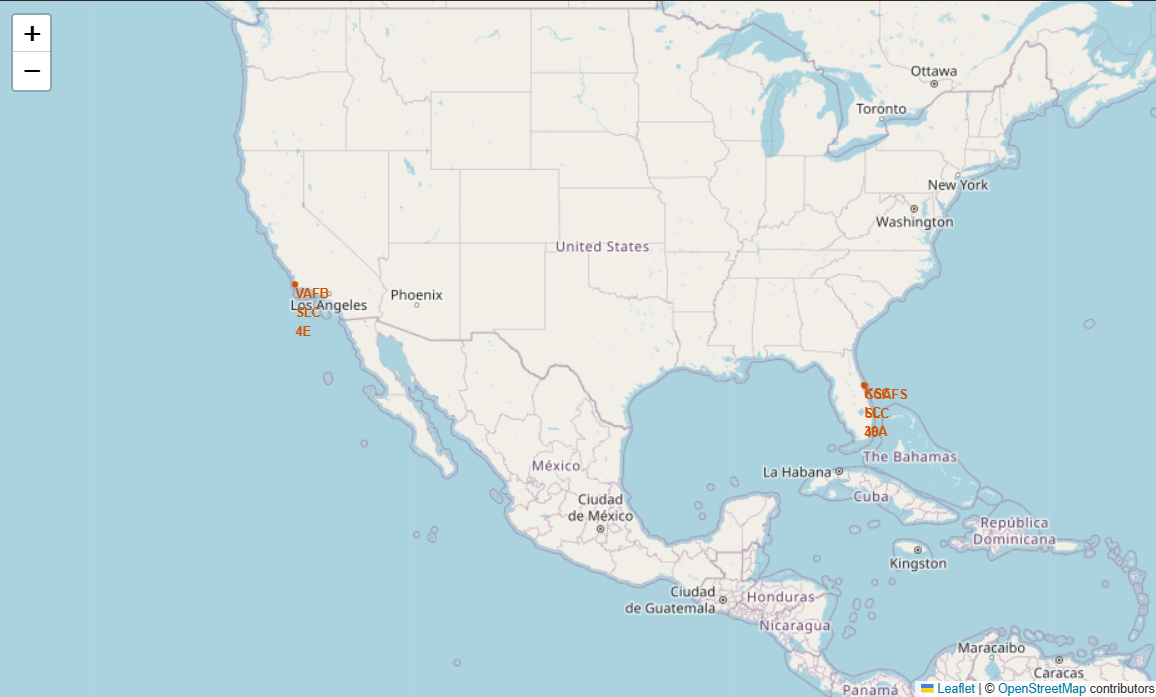 +
−
Ottawa
Toronto
New York
Washington
United States
VAFB
SLC
4E
Los Angeles
Phoenix
CCAFS
SLC
The Bahamas
La Habana
México
Cuba
Ciudad
de México
República
Dominicana
Kingston
Ciudad
de Guatemala
Honduras
Nicaragua
Maracaibo
Caracas
Panamá
Leaflet | © OpenStreetMap contributors